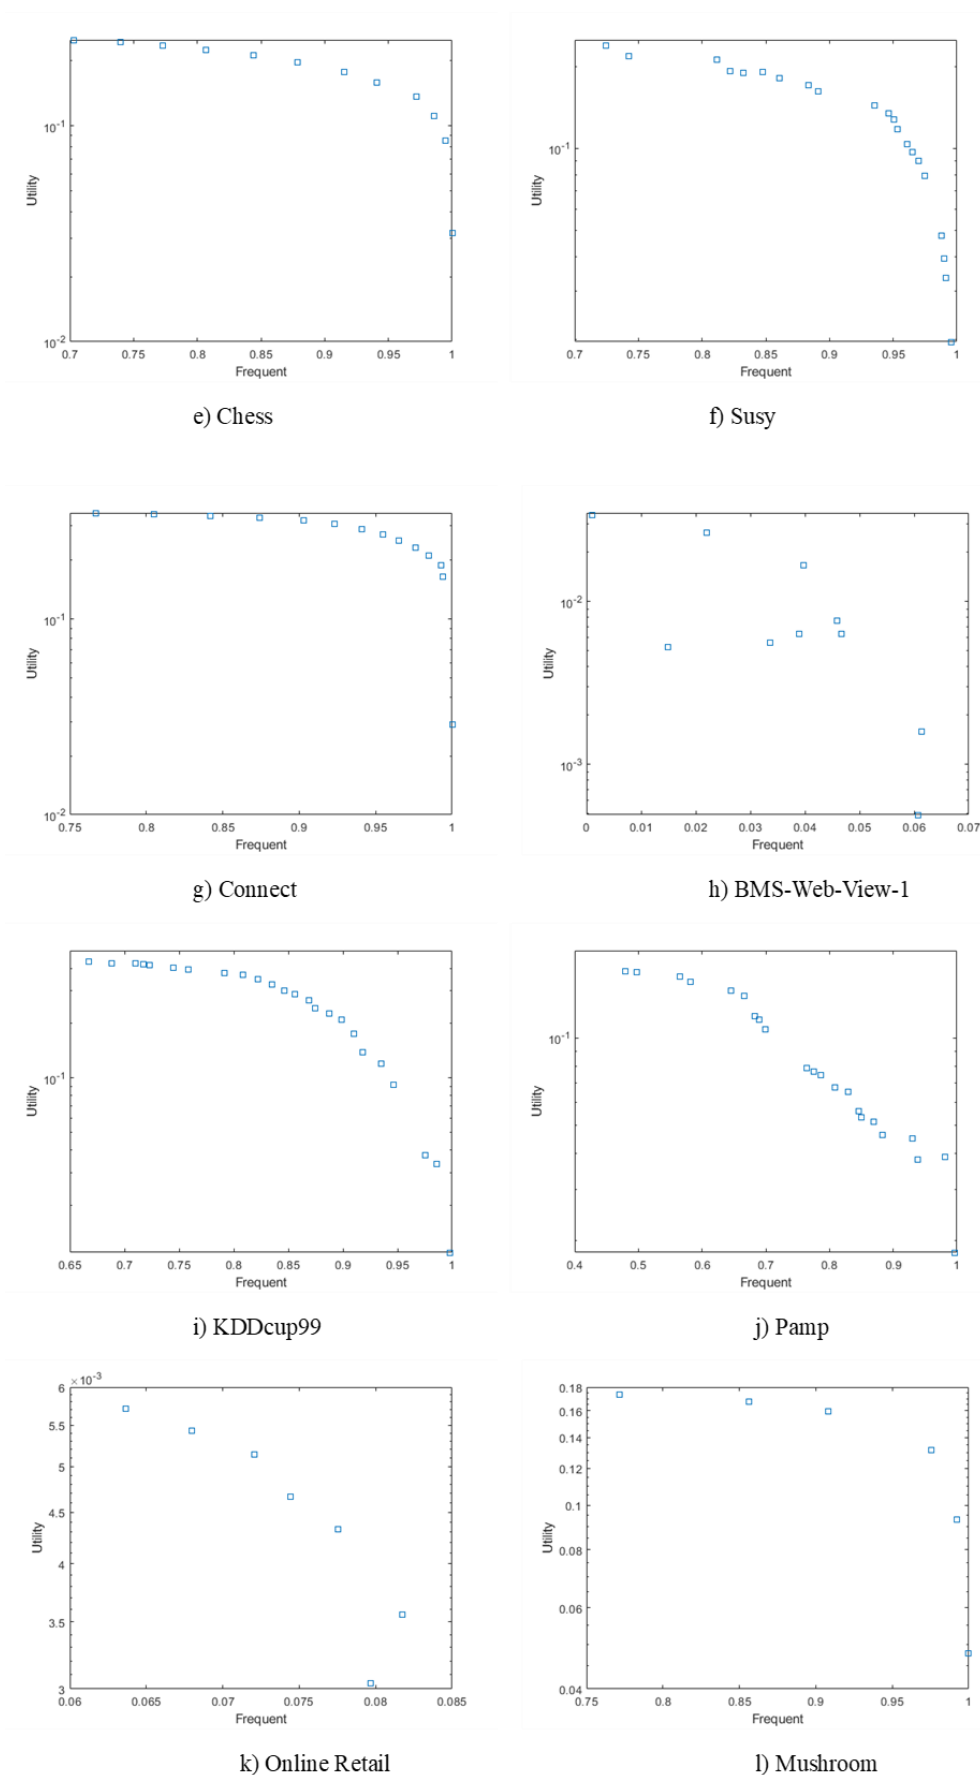 10^-1
Utility
10^-2
0.7 0.75 0.8 0.85 0.9 0.95 1
Frequent
e) Chess
10^-1
Utility
0.7 0.75 0.8 0.85 0.9 0.95 1
Frequent
f) Susy
10^-1
Utility
10^-2
0.75 0.8 0.85 0.9 0.95 1
Frequent
g) Connect
10^-2
Utility
10^-3
0 0.01 0.02 0.03 0.04 0.05 0.06 0.07
Frequent
h) BMS-Web-View-1
10^-1
Utility
0.65 0.7 0.75 0.8 0.85 0.9 0.95 1
Frequent
i) KDDcup99
10^-1
Utility
0.4 0.5 0.6 0.7 0.8 0.9 1
Frequent
j) Pamp
×10^-3
6
5.5
5
4.5
Utility
4
3.5
3
0.06 0.065 0.07 0.075 0.08 0.085
Frequent
k) Online Retail
0.18
0.16
0.14
0.12
0.1
Utility
0.08
0.06
0.04
0.75 0.8 0.85 0.9 0.95 1
Frequent
l) Mushroom